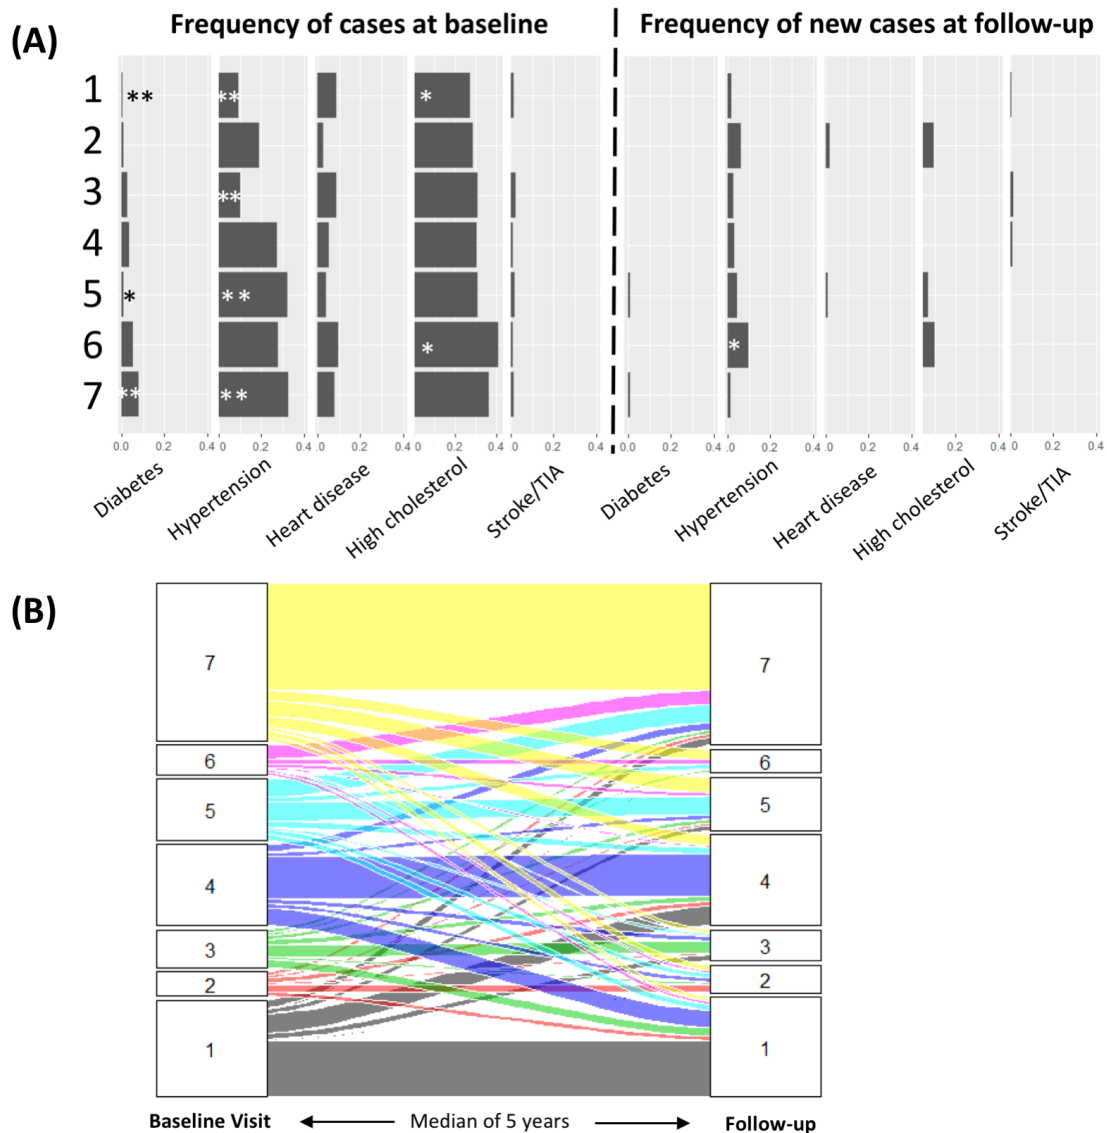 (A)
Frequency of cases at baseline
Frequency of new cases at follow-up
1
**
**
*
2
3
**
4
5
*
**
6
*
*
7
**
**
0.0 0.2 0.4 .0 0.2 0.4 .0 0.2 0.4 .0 0.2 0.4 .0 0.2 0.4 0.0 0.2 0.4 .0 0.2 0.4 .0 0.2 0.4 .0 0.2 0.4 .0 0.2 0.4
Diabetes
Hypertension
Heart disease
High cholesterol
Stroke/TIA
Diabetes
Hypertension
Heart disease
High cholesterol
Stroke/TIA
(B)
7 7
6 6
5 5
4 4
3 3
2 2
1 1
Baseline Visit Median of 5 years Follow-up